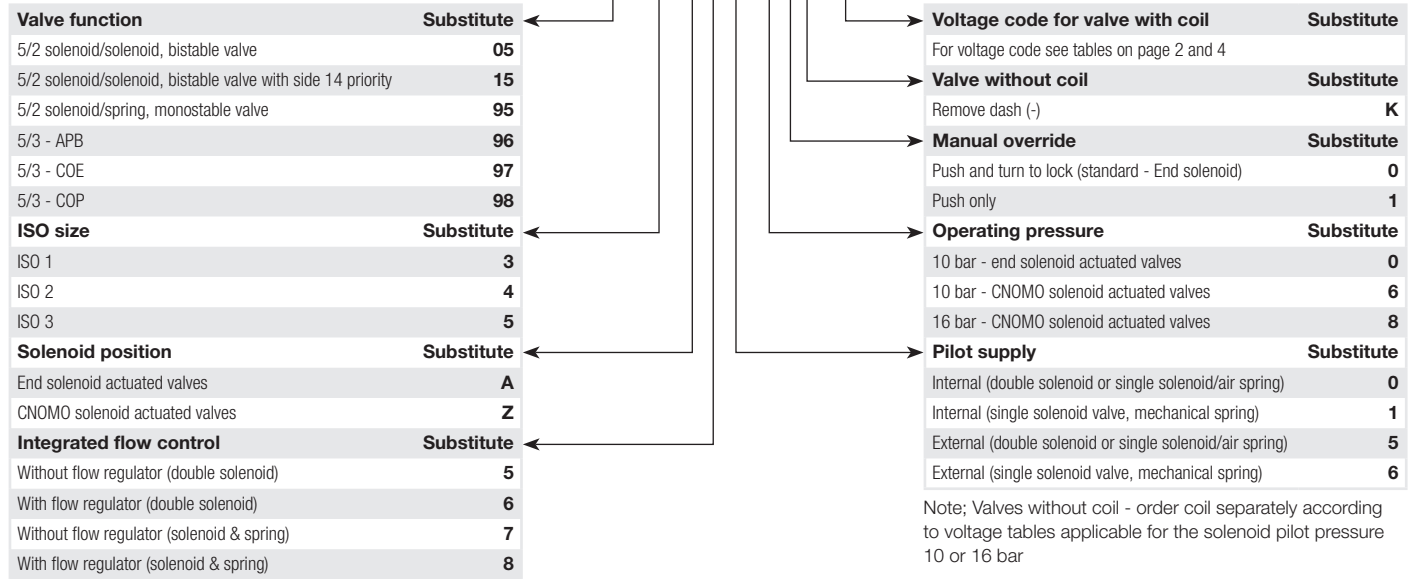 Valve function Substitute
5/2 solenoid/solenoid, bistable valve 05
5/2 solenoid/solenoid, bistable valve with side 14 priority 15
5/2 solenoid/spring, monostable valve 95
5/3 - APB 96
5/3 - COE 97
5/3 - COP 98
ISO size Substitute
ISO 1 3
ISO 2 4
ISO 3 5
Solenoid position Substitute
End solenoid actuated valves A
CNOMO solenoid actuated valves Z
Integrated flow control Substitute
Without flow regulator (double solenoid) 5
With flow regulator (double solenoid) 6
Without flow regulator (solenoid & spring) 7
With flow regulator (solenoid & spring) 8
Voltage code for valve with coil Substitute
For voltage code see tables on page 2 and 4
Valve without coil Substitute
Remove dash (-) K
Manual override Substitute
Push and turn to lock (standard - End solenoid) 0
Push only 1
Operating pressure Substitute
10 bar - end solenoid actuated valves 0
10 bar - CNOMO solenoid actuated valves 6
16 bar - CNOMO solenoid actuated valves 8
Pilot supply Substitute
Internal (double solenoid or single solenoid/air spring) 0
Internal (single solenoid valve, mechanical spring) 1
External (double solenoid or single solenoid/air spring) 5
External (single solenoid valve, mechanical spring) 6
Note; Valves without coil - order coil separately according
to voltage tables applicable for the solenoid pilot pressure
10 or 16 bar